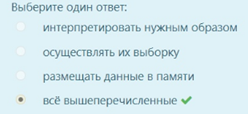 Выберите один ответ:
интерпретировать нужным образом
осуществлять их выборку
размещать данные в памяти
всё вышеперечисленные